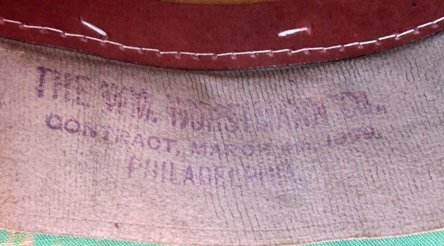 THE WM. HORSTMANN CO.,
CONTRACT, MARCH
PHILADELPHIA.